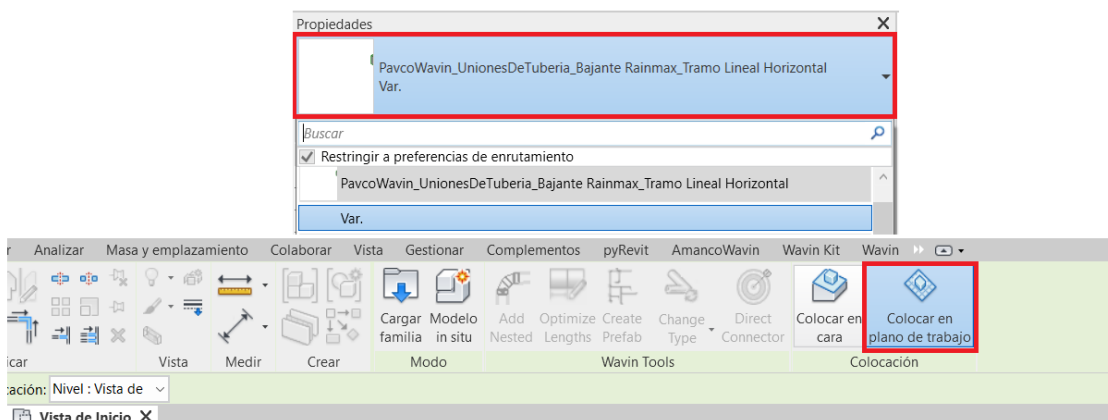 Propiedades X
PavcoWavin_UnionesDeTuberia_Bajante Rainmax_Tramo Lineal Horizontal
Var.
Buscar
Restringir a preferencias de enrutamiento
PavcoWavin_UnionesDeTuberia_Bajante Rainmax_Tramo Lineal Horizontal
Var.
r Analizar Masa y emplazamiento Colaborar Vista Gestionar Complementos pyRevit AmancoWavin Wavin Kit Wavin
Cargar Modelo Add Optimize Create Change Direct Colocar en Colocar en
familia in situ Nested Lengths Prefab Type Connector cara plano de trabajo
icar Vista Medir Crear Modo Wavin Tools Colocación
cación: Nivel : Vista de
Vista de Inicio X